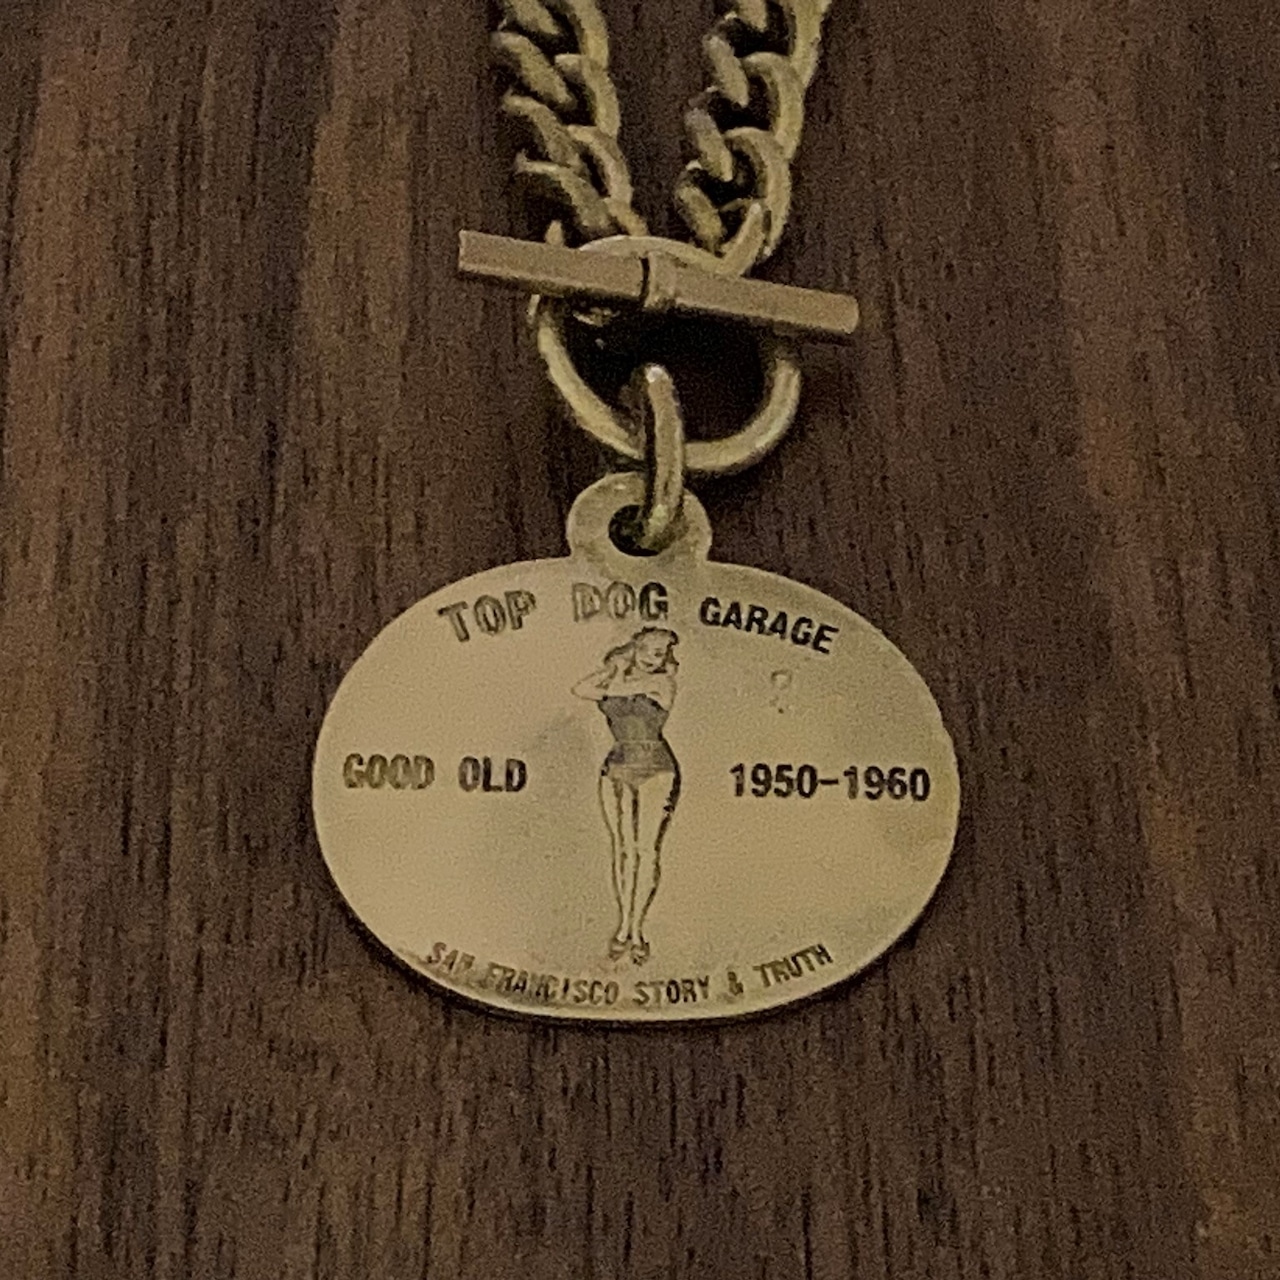 TOP DOG GARAGE
GOOD OLD 1950-1960
SAN FRANCISCO STORY & TRUTH